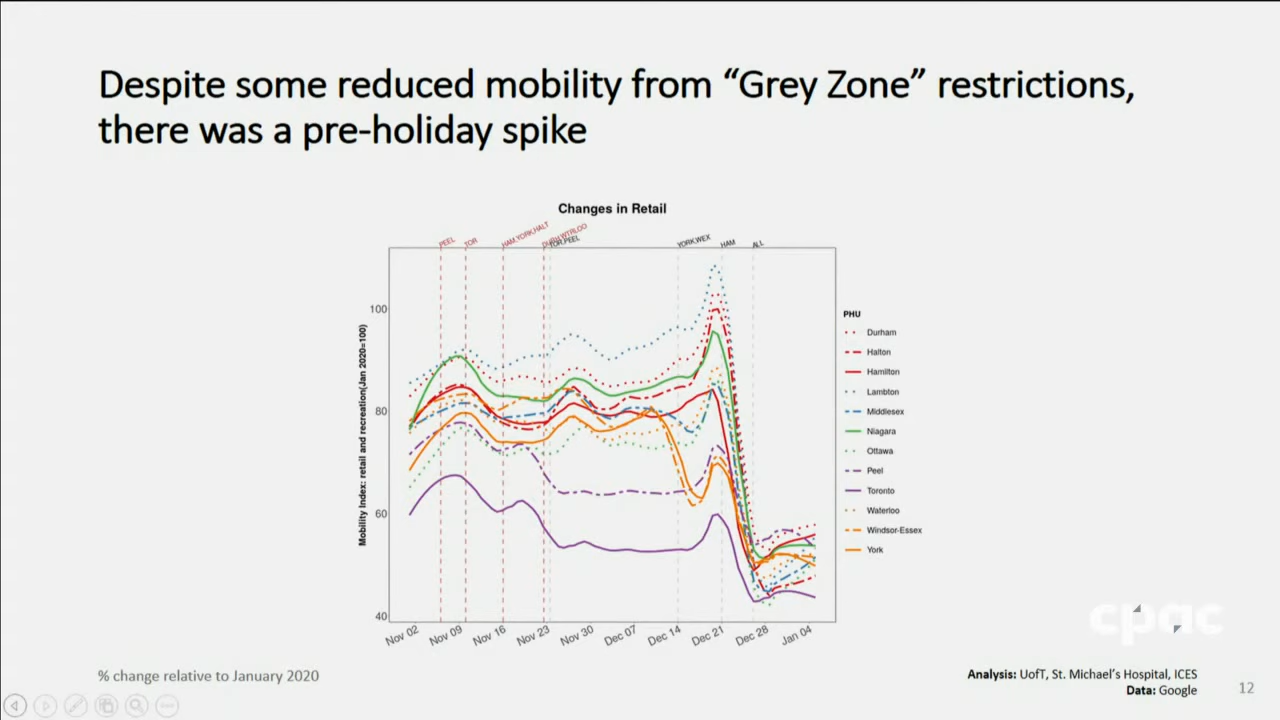 Despite some reduced mobility from “Grey Zone” restrictions,
there was a pre-holiday spike
Changes in Retail
PEEL
TOR
HAM,YORK,HALT
DURH,WTRLOO
TOR,PEEL
YORK,WEX
HAM
ALL
Mobility Index: retail and recreation(Jan 2020=100)
100
80
60
40
Nov 02
Nov 09
Nov 16
Nov 23
Nov 30
Dec 07
Dec 14
Dec 21
Dec 28
Jan 04
PHU
Durham
Halton
Hamilton
Lambton
Middlesex
Niagara
Ottawa
Peel
Toronto
Waterloo
Windsor-Essex
York
cpac
% change relative to January 2020
Analysis: UofT, St. Michael’s Hospital, ICES
Data: Google
12